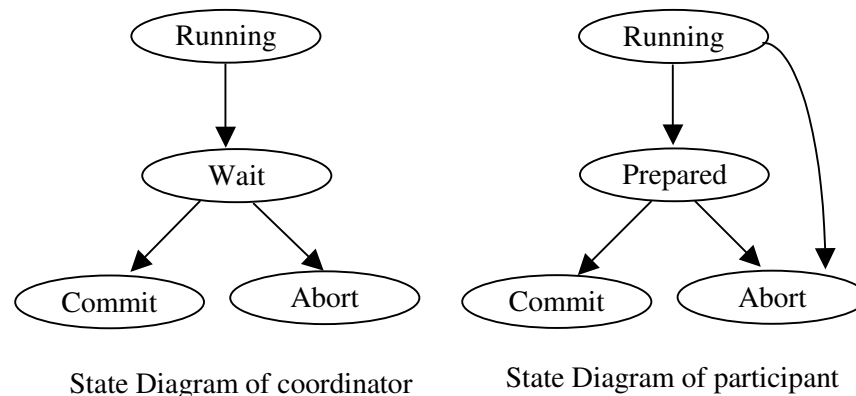 Running
Running
Wait
Prepared
Commit
Abort
Commit
Abort
State Diagram of coordinator
State Diagram of participant